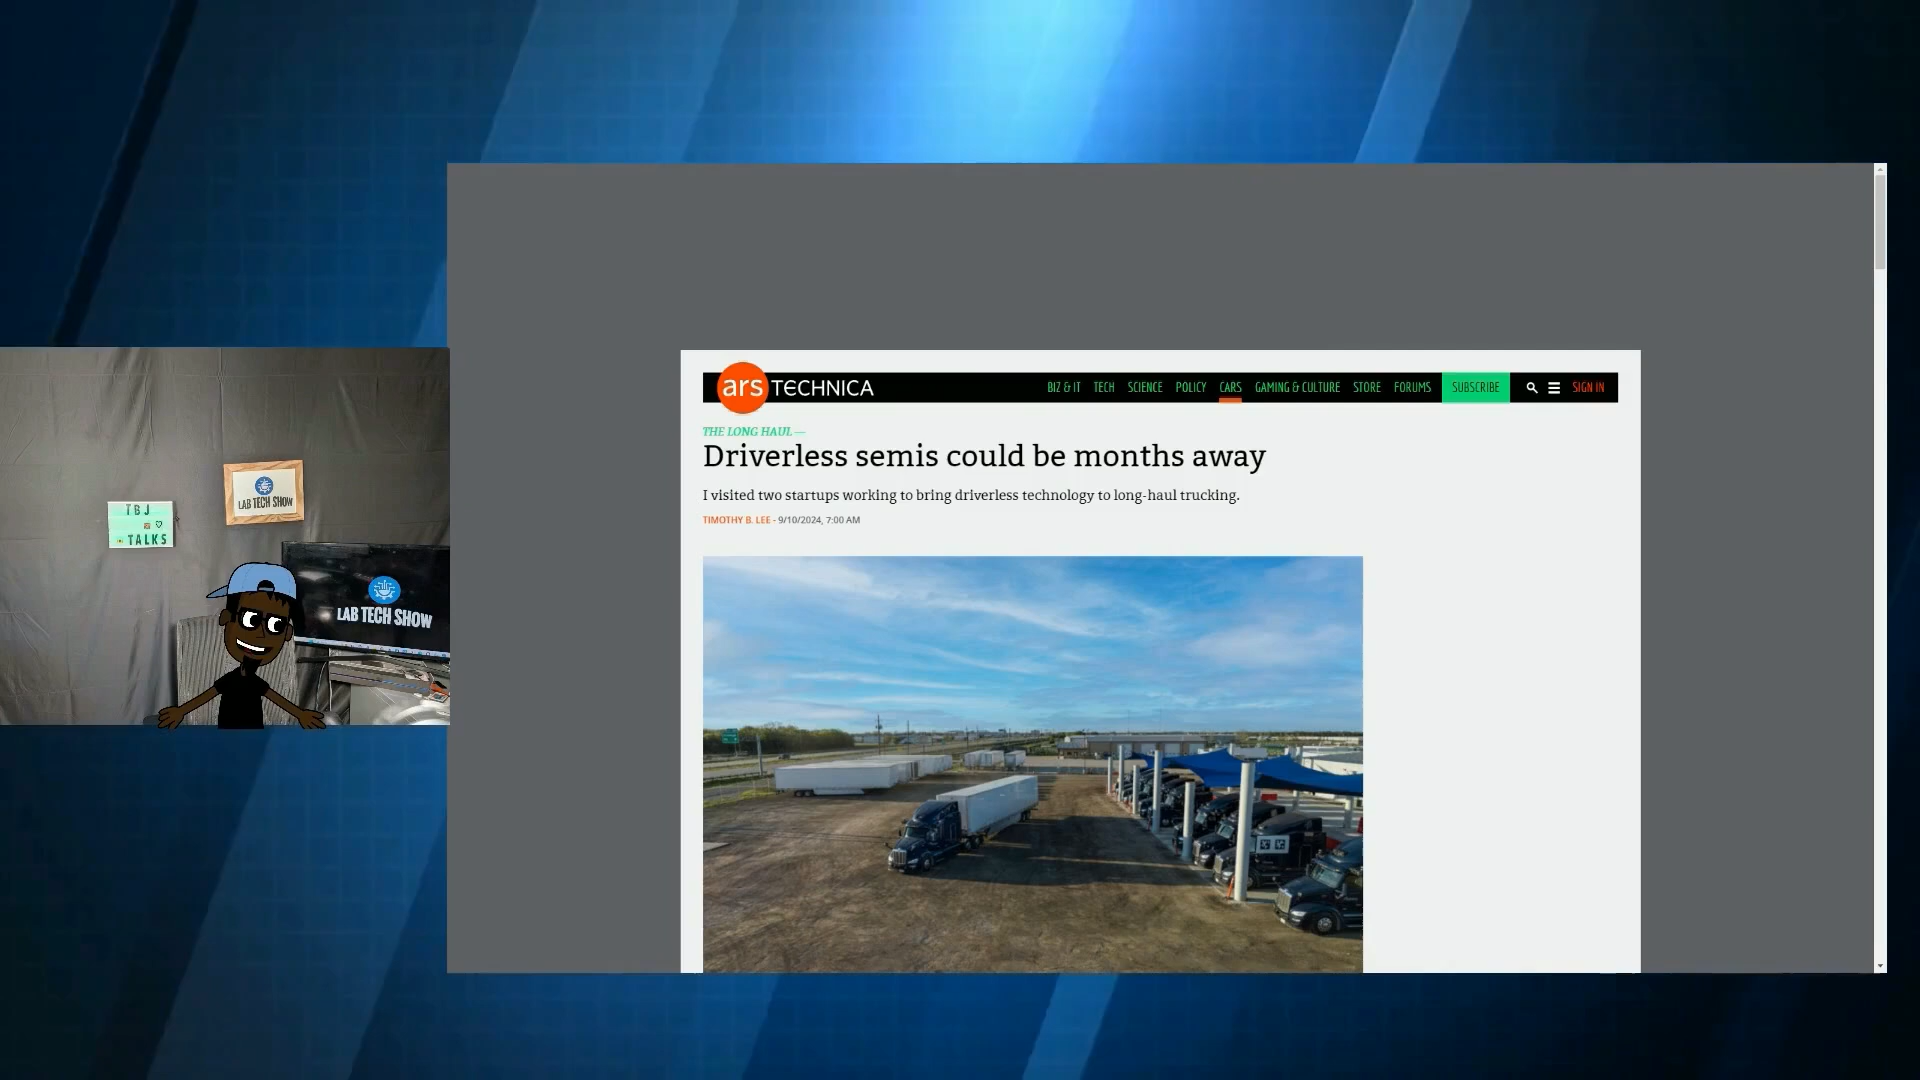 TBJ
TALKS
LAB TECH SHOW
LAB TECH SHOW
ars TECHNICA
BIZ & IT TECH SCIENCE POLICY CARS GAMING & CULTURE STORE FORUMS SUBSCRIBE SIGN IN
THE LONG HAUL —
Driverless semis could be months away
I visited two startups working to bring driverless technology to long-haul trucking.
TIMOTHY B. LEE - 9/10/2024, 7:00 AM